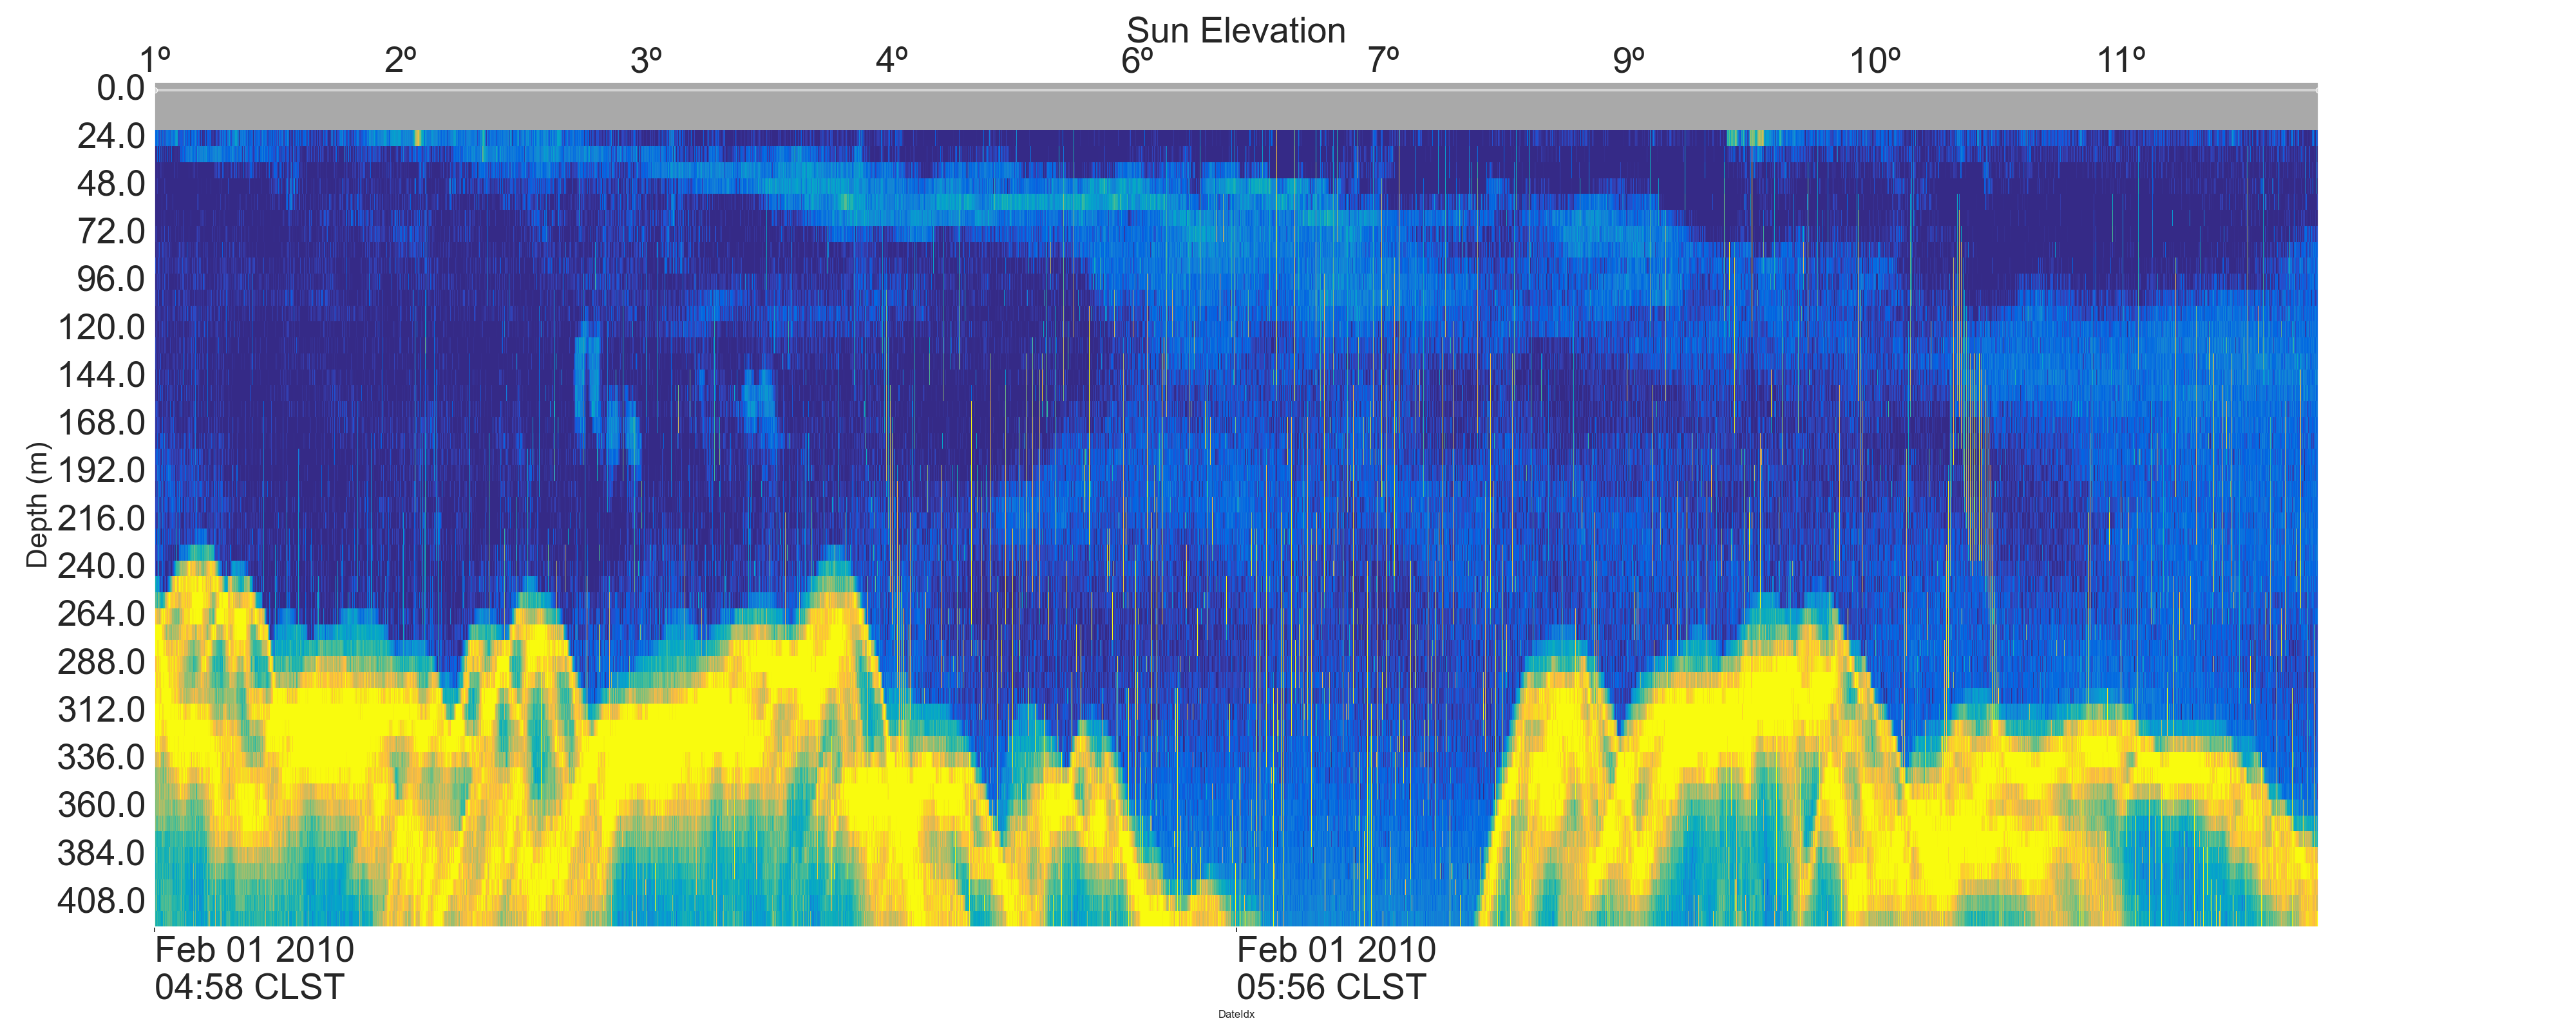 Sun Elevation
1º 2º 3º 4º 6º 7º 9º 10º 11º
0.0
24.0
48.0
72.0
96.0
120.0
144.0
168.0
192.0
216.0
240.0
264.0
288.0
312.0
336.0
360.0
384.0
408.0
Depth (m)
Feb 01 2010
04:58 CLST
Feb 01 2010
05:56 CLST
DateIdx